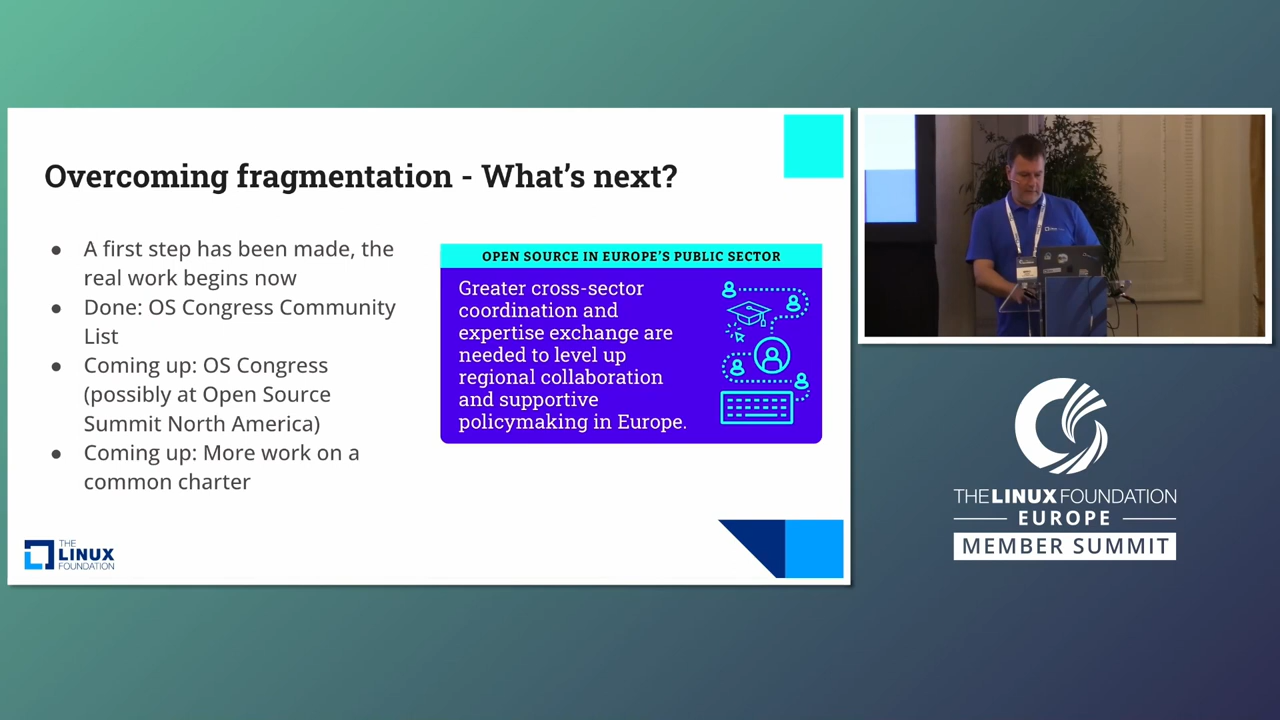 Overcoming fragmentation - What's next?
● A first step has been made, the
real work begins now
● Done: OS Congress Community
List
● Coming up: OS Congress
(possibly at Open Source
Summit North America)
● Coming up: More work on a
common charter
OPEN SOURCE IN EUROPE'S PUBLIC SECTOR
Greater cross-sector
coordination and
expertise exchange are
needed to level up
regional collaboration
and supportive
policymaking in Europe.
THE
LINUX
FOUNDATION
THE LINUX FOUNDATION
EUROPE
MEMBER SUMMIT